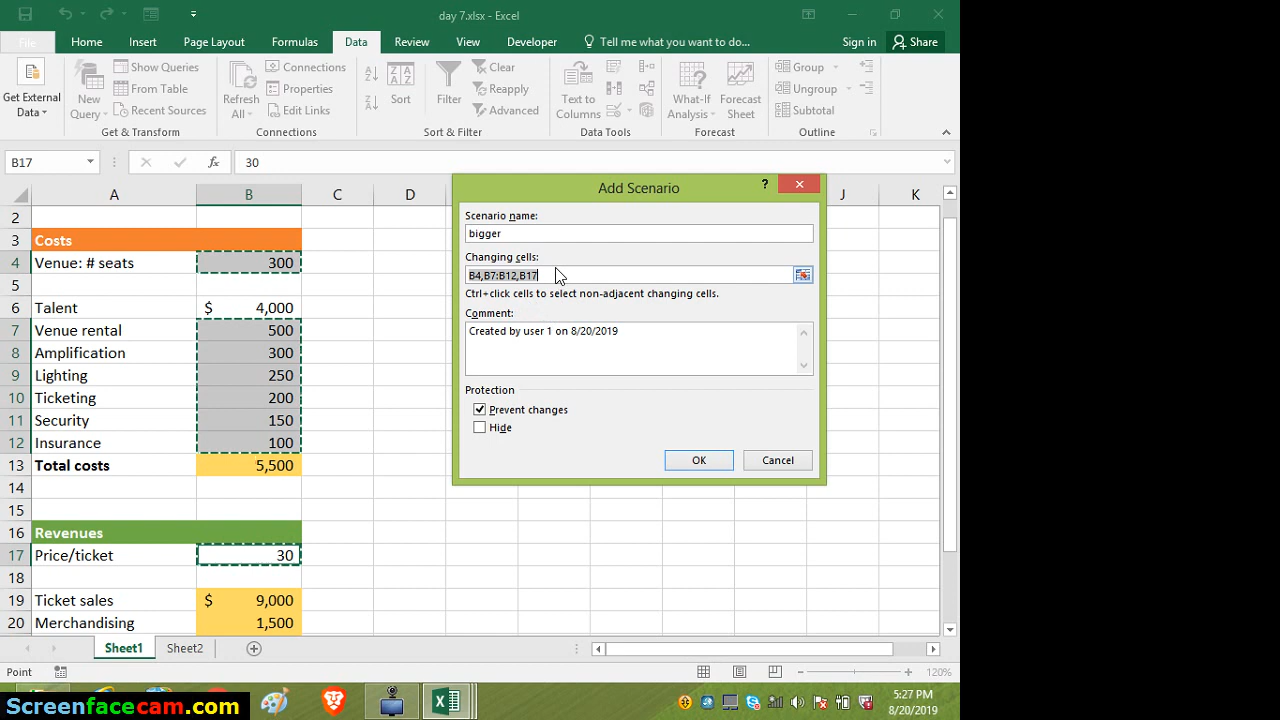 day 7.xlsx - Excel
File Home Insert Page Layout Formulas Data Review View Developer Tell me what you want to do... Sign in Share
Get External Data
New Query
Show Queries
From Table
Recent Sources
Get & Transform
Refresh All
Connections
Properties
Edit Links
Connections
Sort
Filter
Clear
Reapply
Advanced
Sort & Filter
Text to Columns
Data Tools
What-If Analysis
Forecast Sheet
Forecast
Group
Ungroup
Subtotal
Outline
B17 fx 30
A B C D J K
2
3 Costs
4 Venue: # seats 300
5
6 Talent $ 4,000
7 Venue rental 500
8 Amplification 300
9 Lighting 250
10 Ticketing 200
11 Security 150
12 Insurance 100
13 Total costs 5,500
14
15
16 Revenues
17 Price/ticket 30
18
19 Ticket sales $ 9,000
20 Merchandising 1,500
Add Scenario
?
Scenario name:
bigger
Changing cells:
B4,B7:B12,B17
Ctrl+click cells to select non-adjacent changing cells.
Comment:
Created by user 1 on 8/20/2019
Protection
Prevent changes
Hide
OK Cancel
Sheet1 Sheet2
Point 120%
Screenfacecam.com
5:27 PM
8/20/2019